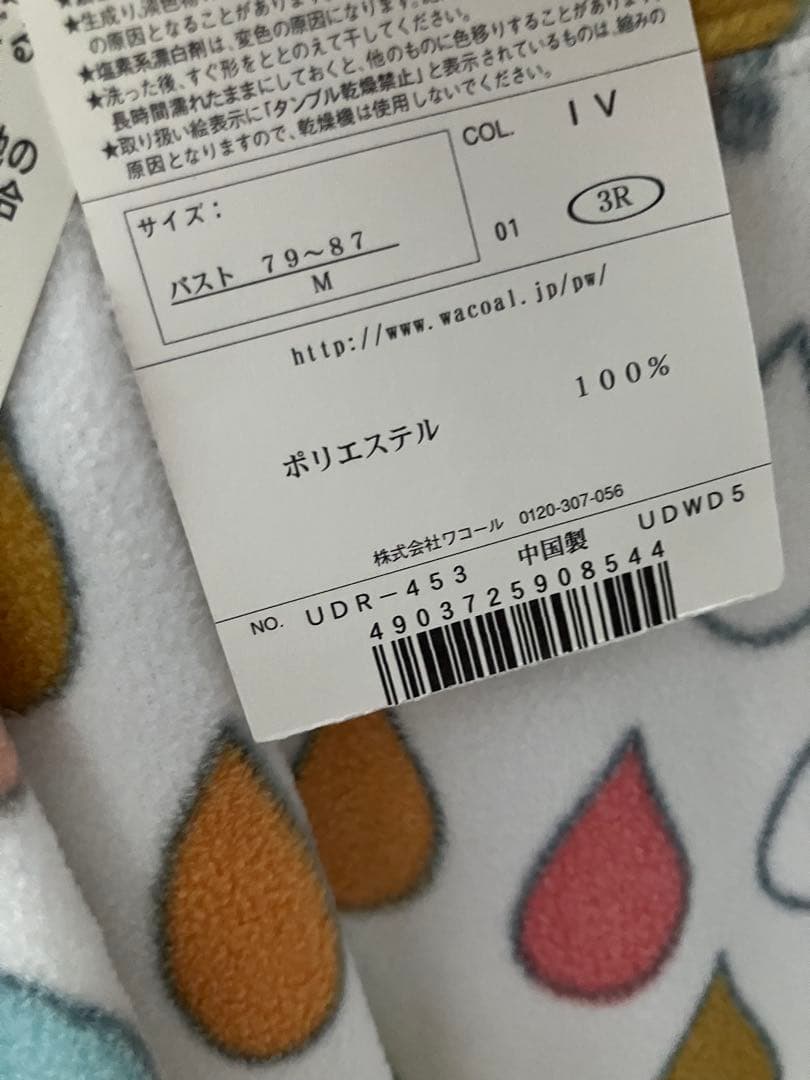 ★生成り、淡色
の原因となることがあります。
★塩素系漂白剤は、変色の原因になります。
★洗った後、すぐ形をととのえて干してください。
長時間濡れたままにしておくと、他のものに色移りすることがあります。
★取り扱い絵表示に「タンブル乾燥禁止」と表示されているものは、縮みの
原因となりますので、乾燥機は使用しないでください。
サイズ：
バスト 79～87
M
COL. IV
01 3R
http://www.wacoal.jp/pw/
ポリエステル 100%
株式会社ワコール 0120-307-056
NO. UDR-453 中国製 UDWD5
4903725908544